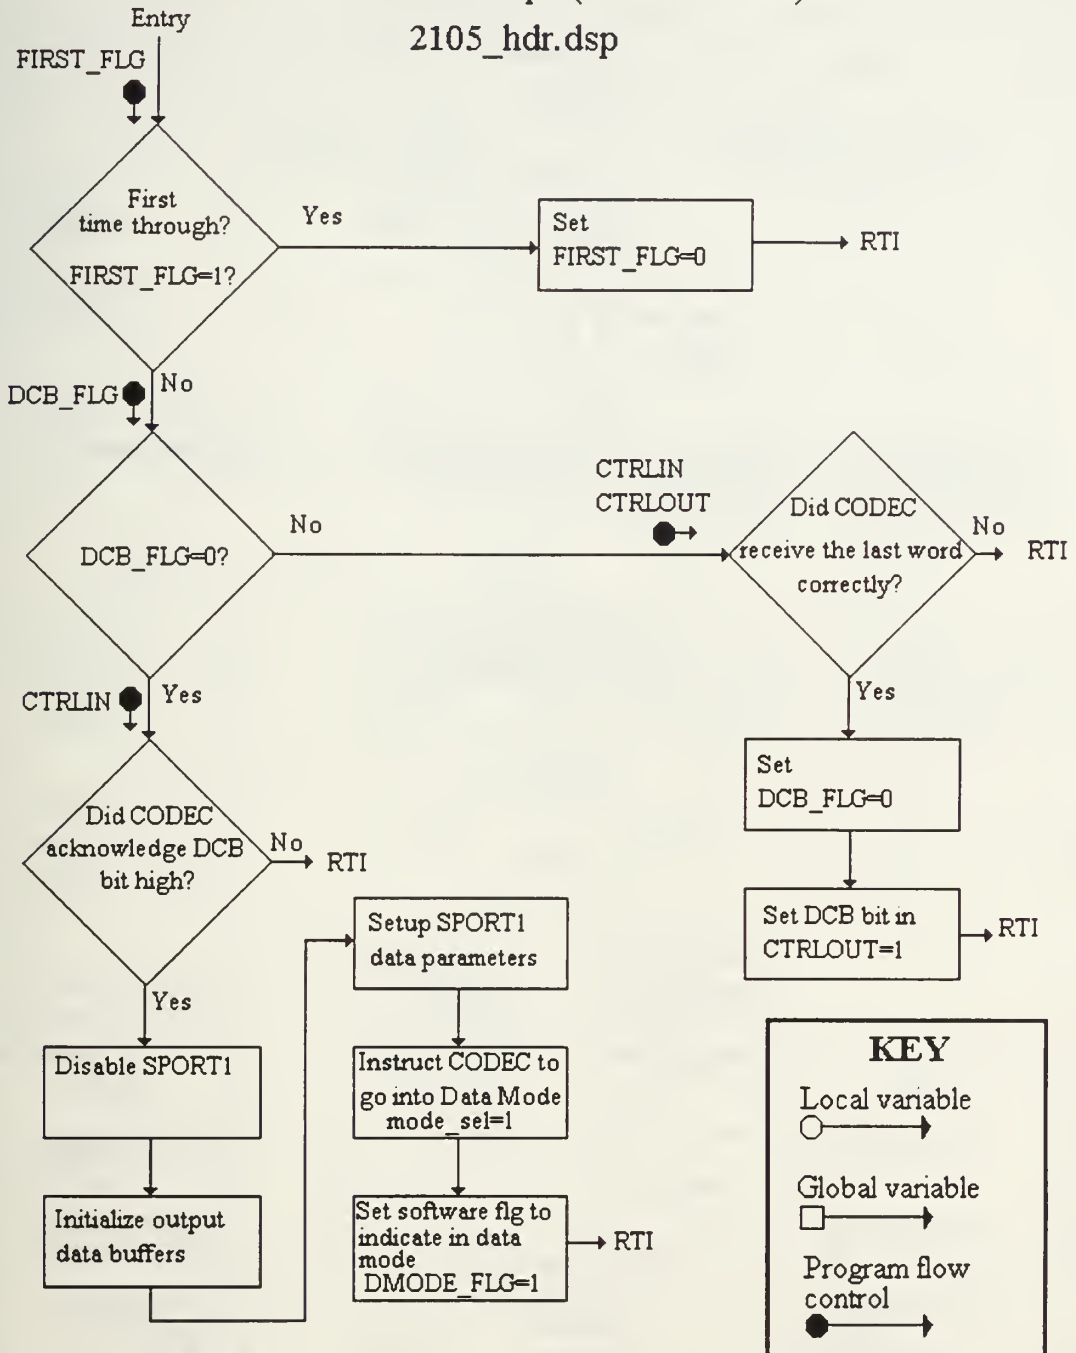 2105_hdr.dsp
Entry
FIRST_FLG
First
time through?
FIRST_FLG=1?
Yes
Set
FIRST_FLG=0
RTI
No
DCB_FLG
DCB_FLG=0?
No
CTRLIN
CTRLOUT
Did CODEC
receive the last word
correctly?
No
RTI
Yes
Set
DCB_FLG=0
Set DCB bit in
CTRLOUT=1
RTI
Yes
CTRLIN
Did CODEC
acknowledge DCB
bit high?
No
RTI
Yes
Disable SPORT1
Initialize output
data buffers
Setup SPORT1
data parameters
Instruct CODEC to
go into Data Mode
mode_sel=1
Set software flg to
indicate in data
mode
DMODE_FLG=1
RTI
KEY
Local variable
Global variable
Program flow
control